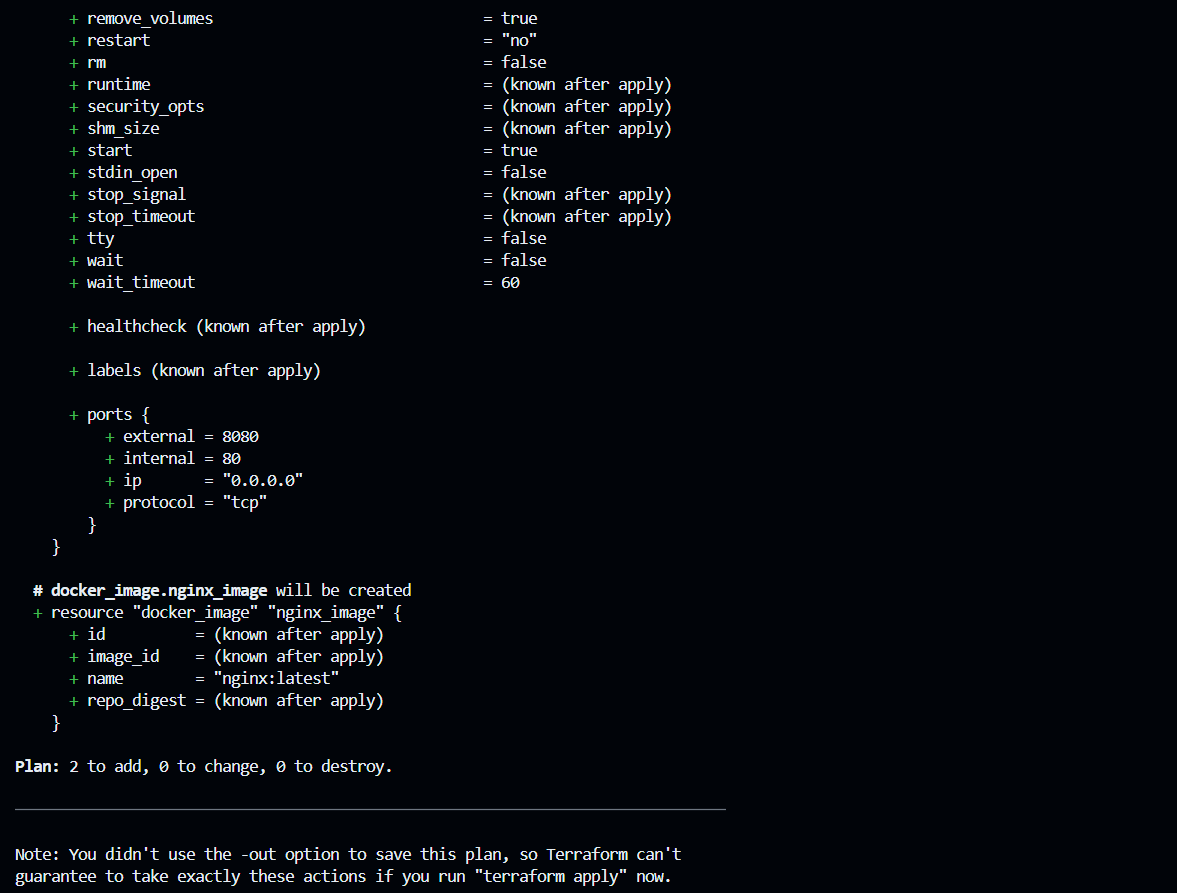 + remove_volumes = true
+ restart = "no"
+ rm = false
+ runtime = (known after apply)
+ security_opts = (known after apply)
+ shm_size = (known after apply)
+ start = true
+ stdin_open = false
+ stop_signal = (known after apply)
+ stop_timeout = (known after apply)
+ tty = false
+ wait = false
+ wait_timeout = 60
+ healthcheck (known after apply)
+ labels (known after apply)
+ ports {
+ external = 8080
+ internal = 80
+ ip = "0.0.0.0"
+ protocol = "tcp"
}
}
# docker_image.nginx_image will be created
+ resource "docker_image" "nginx_image" {
+ id = (known after apply)
+ image_id = (known after apply)
+ name = "nginx:latest"
+ repo_digest = (known after apply)
}
Plan: 2 to add, 0 to change, 0 to destroy.
Note: You didn't use the -out option to save this plan, so Terraform can't
guarantee to take exactly these actions if you run "terraform apply" now.